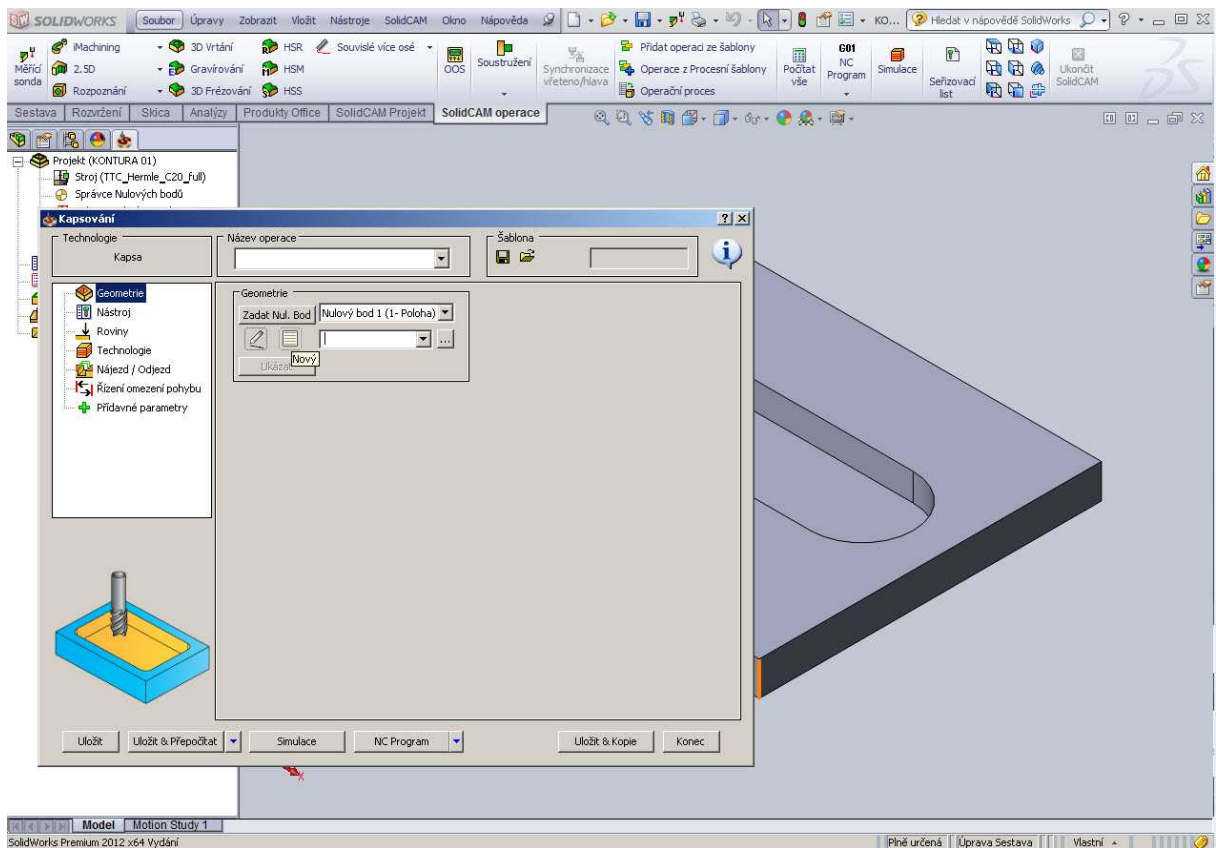 SOLIDWORKS Soubor Úpravy Zobrazit Vložit Nástroje SolidCAM Okno Nápověda KO... Hledat v nápovědě SolidWorks
iMachining 3D Vrtání HSR Souvislé více osé Přidat operaci ze šablony G01
Měřící sonda 2.5D Gravírování HSM OOS Soustružení Synchronizace vřeteno/hlava Operace z Procesní šablony Počítat vše NC Program Simulace Seřizovací list Ukončit SolidCAM
Rozpoznání 3D Frézování HSS Operační proces
Sestava Rozvržení Skica Analýzy Produkty Office SolidCAM Projekt SolidCAM operace
Projekt (KONTURA 01)
Stroj (TTC_Hermle_C20_full)
Správce Nulových bodů
Kapsování
Technologie Název operace Šablona
Kapsa
Geometrie Geometrie
Nástroj Zadat Nul. Bod Nulový bod 1 (1- Poloha)
Roviny
Technologie Nový
Nájezd / Odjezd
Řízení omezení pohybu
Přídavné parametry
Uložit Uložit & Přepočítat Simulace NC Program Uložit & Kopie Konec
X
Model Motion Study 1
SolidWorks Premium 2012 x64 Vydání Plně určená Úprava Sestava Vlastní